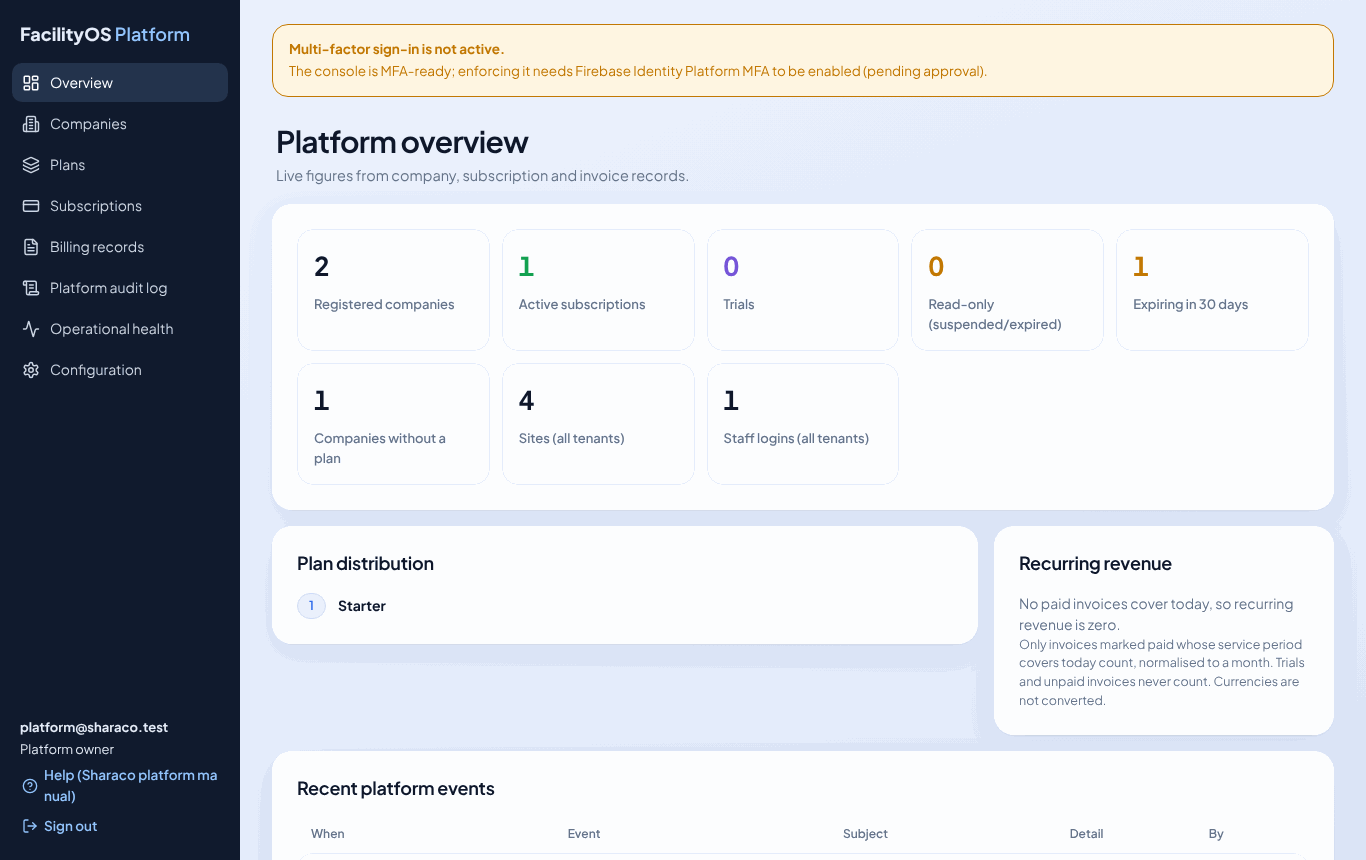 FacilityOS Platform
Overview
Companies
Plans
Subscriptions
Billing records
Platform audit log
Operational health
Configuration
platform@sharaco.test
Platform owner
Help (Sharaco platform ma
nual)
Sign out
Multi-factor sign-in is not active.
The console is MFA-ready; enforcing it needs Firebase Identity Platform MFA to be enabled (pending approval).
Platform overview
Live figures from company, subscription and invoice records.
2
Registered companies
1
Active subscriptions
0
Trials
0
Read-only
(suspended/expired)
1
Expiring in 30 days
1
Companies without a
plan
4
Sites (all tenants)
1
Staff logins (all tenants)
Plan distribution
1 Starter
Recurring revenue
No paid invoices cover today, so recurring
revenue is zero.
Only invoices marked paid whose service period
covers today count, normalised to a month. Trials
and unpaid invoices never count. Currencies are
not converted.
Recent platform events
When Event Subject Detail By